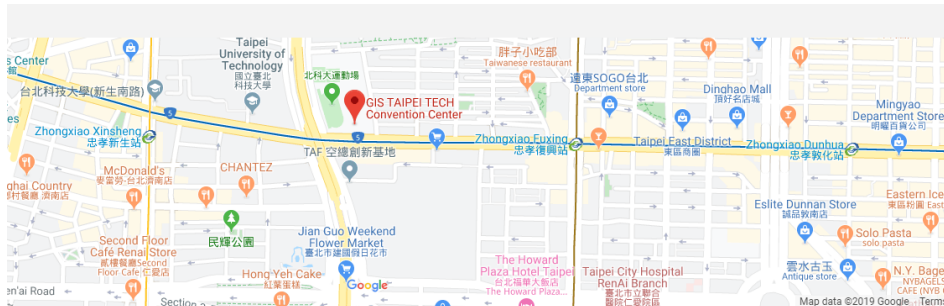 s Center
館
Taipei
University of
Technology
國立臺北
科技大學
台北科技大學(新生南路)
北科大運動場
GIS TAIPEI TECH
Convention Center
5
5
胖子小吃部
Taiwanese restaurant
遠東SOGO台北
Department store
Dinghao Mall
頂好名店城
Mingyao
Department Store
明曜百貨公司
Zhongxiao Xinsheng
忠孝新生站
Zhongxiao Fuxing
忠孝復興站
Taipei East District
東區商圈
Zhongxiao Dunhua
忠孝敦化站
TAF 空總創新基地
McDonald's
麥當勞-台北濟南店
CHANTEZ
ghai Country
鄉村餐廳 濟南店
民輝公園
Second Floor
Café Renai Store
貳樓餐廳Second
Floor Cafe 仁愛店
Jian Guo Weekend
Flower Market
臺北市建國假日花市
Hong Yeh Cake
紅葉蛋糕
Google
en'ai Road
Section 3
The Howard
Plaza Hotel Taipei
台北福華大飯店
The Howard Plaza...
Taipei City Hospital
RenAi Branch
臺北市立聯合
醫院仁愛院區
Eslite Dunnan Store
誠品敦南店
Eastern Ice
東區粉圓 East
Solo Pasta
solo pasta
雲水古玉
Antique store
N.Y. Bage
NYBAGEL
CAFE (NYB
Map data ©2019 Google
Ter